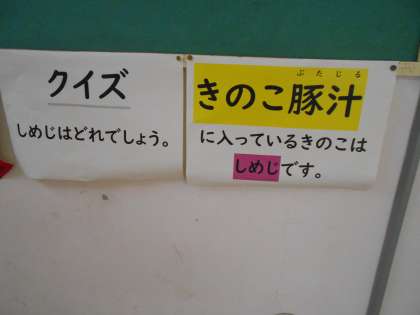 クイズ
しめじはどれでしょう。
ぶたじる
きのこ豚汁
に入っているきのこは
しめじです。